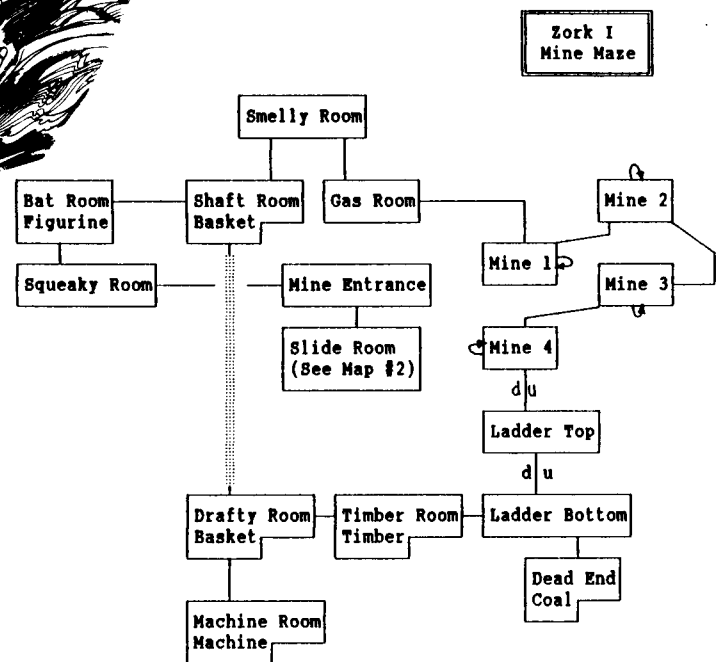 Zork I
Mine Maze
Smelly Room
Bat Room
Figurine
Shaft Room
Basket
Gas Room
Mine 2
Mine 1
Squeaky Room
Mine Entrance
Mine 3
Slide Room
(See Map #2)
Mine 4
d u
Ladder Top
d u
Drafty Room
Basket
Timber Room
Timber
Ladder Bottom
Dead End
Coal
Machine Room
Machine